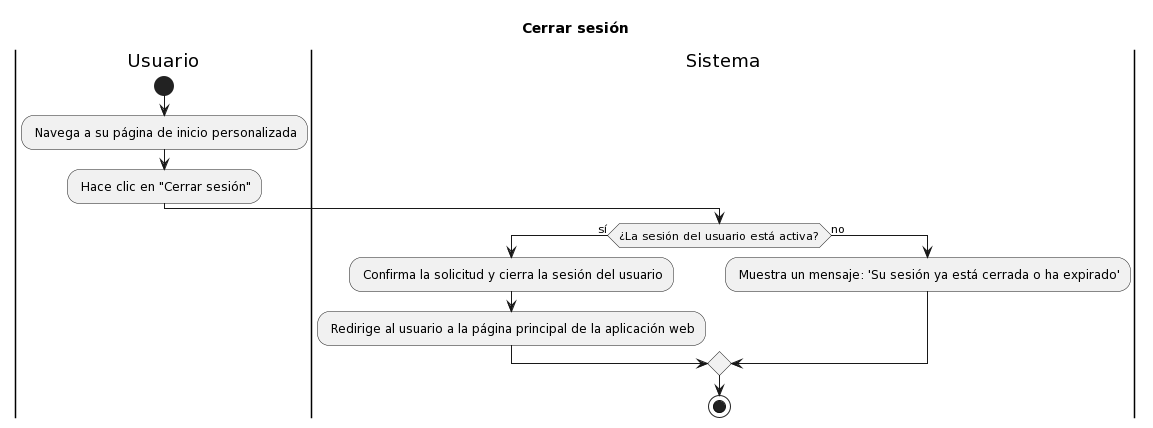 Cerrar sesión
Usuario
Sistema
Navega a su página de inicio personalizada
Hace clic en "Cerrar sesión"
sí
¿La sesión del usuario está activa?
no
Confirma la solicitud y cierra la sesión del usuario
Muestra un mensaje: 'Su sesión ya está cerrada o ha expirado'
Redirige al usuario a la página principal de la aplicación web